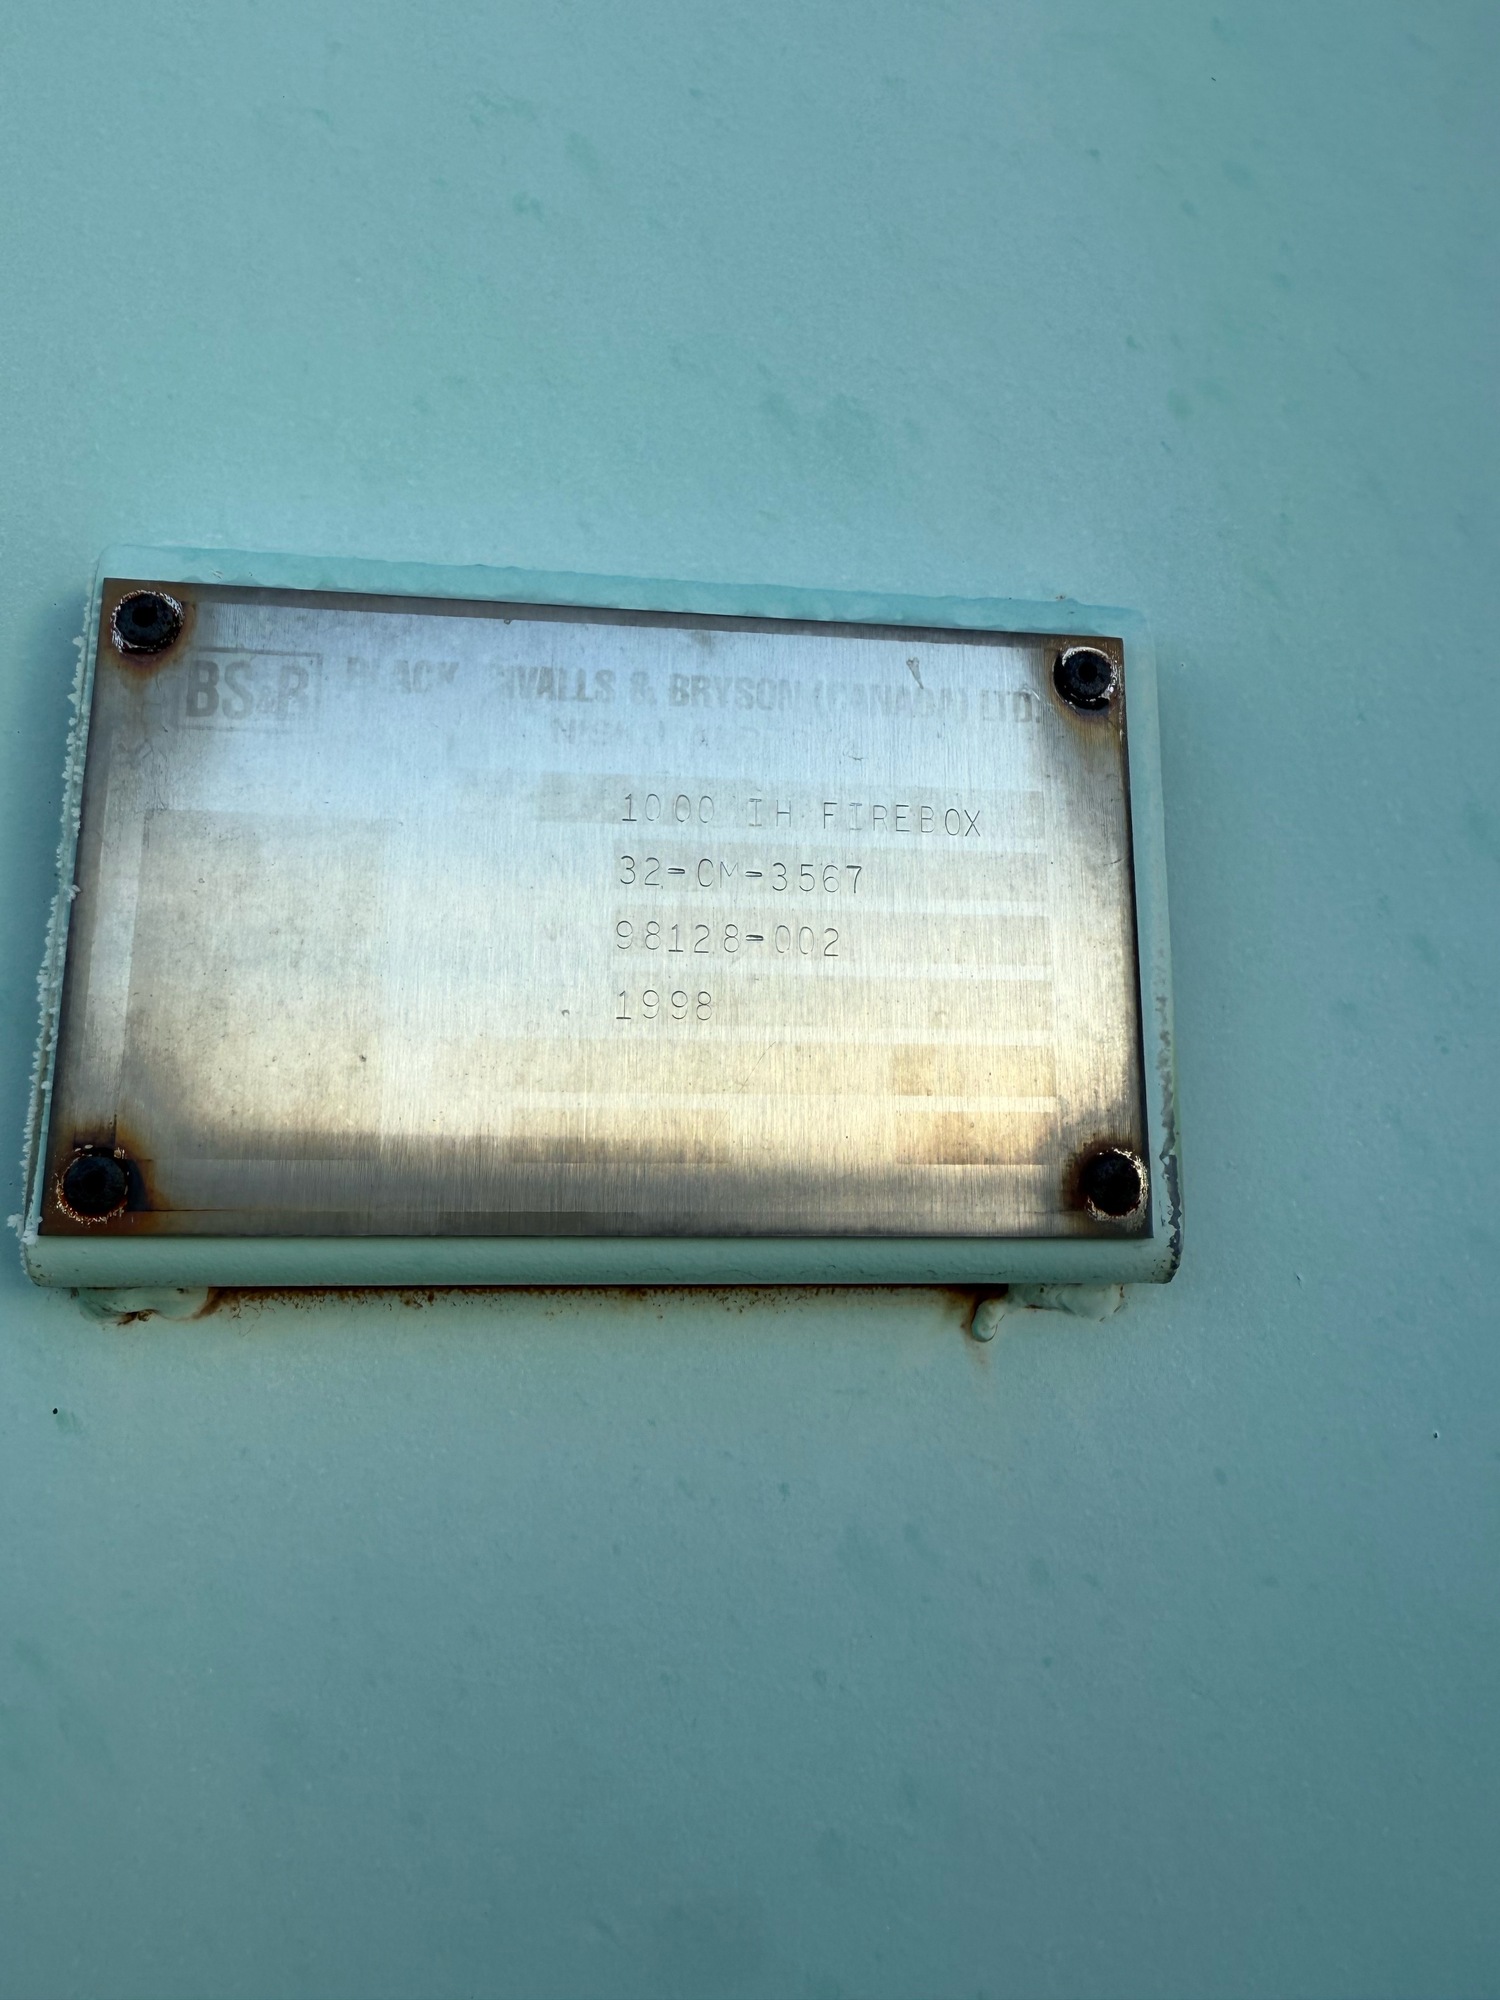 BS&B BLACK, SIVALLS & BRYSON (CANADA) LTD.
1000 IH FIREBOX
32-CM-3567
98128-002
1998